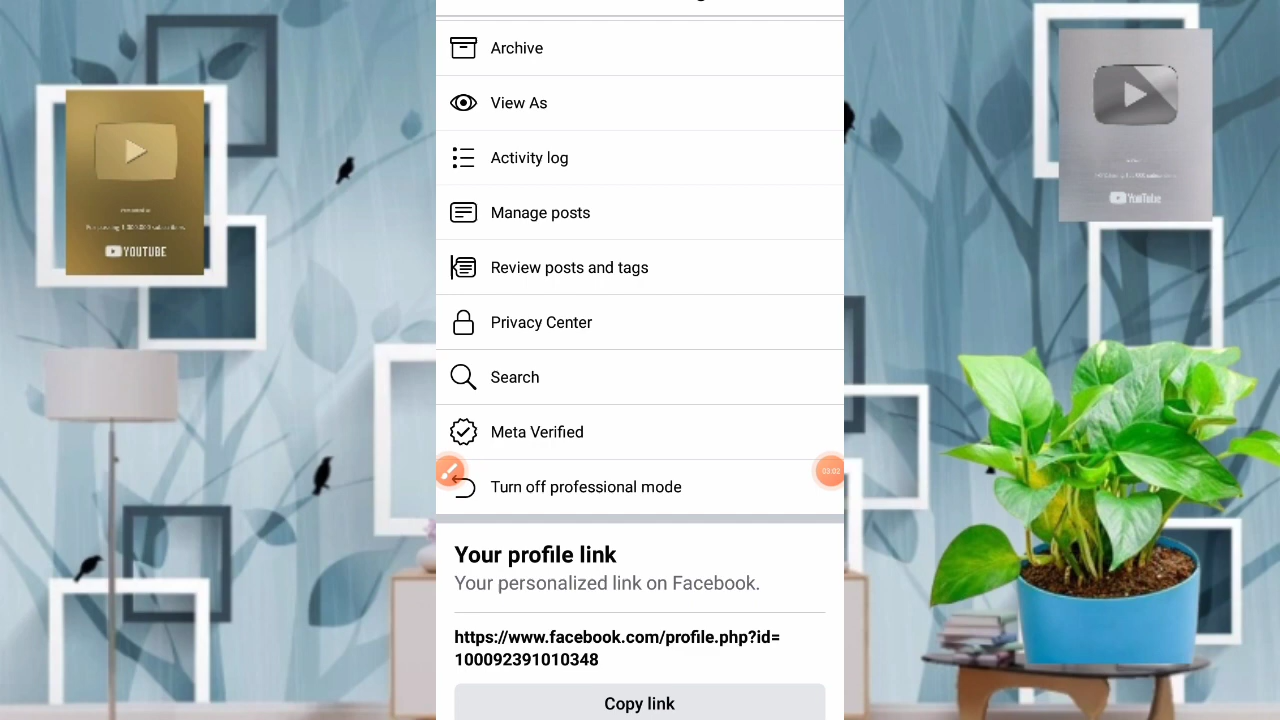 Archive
View As
Activity log
Manage posts
Review posts and tags
Privacy Center
Search
Meta Verified
03:02
Turn off professional mode
Your profile link
Your personalized link on Facebook.
https://www.facebook.com/profile.php?id=
100092391010348
Copy link
YOUTUBE
YouTube